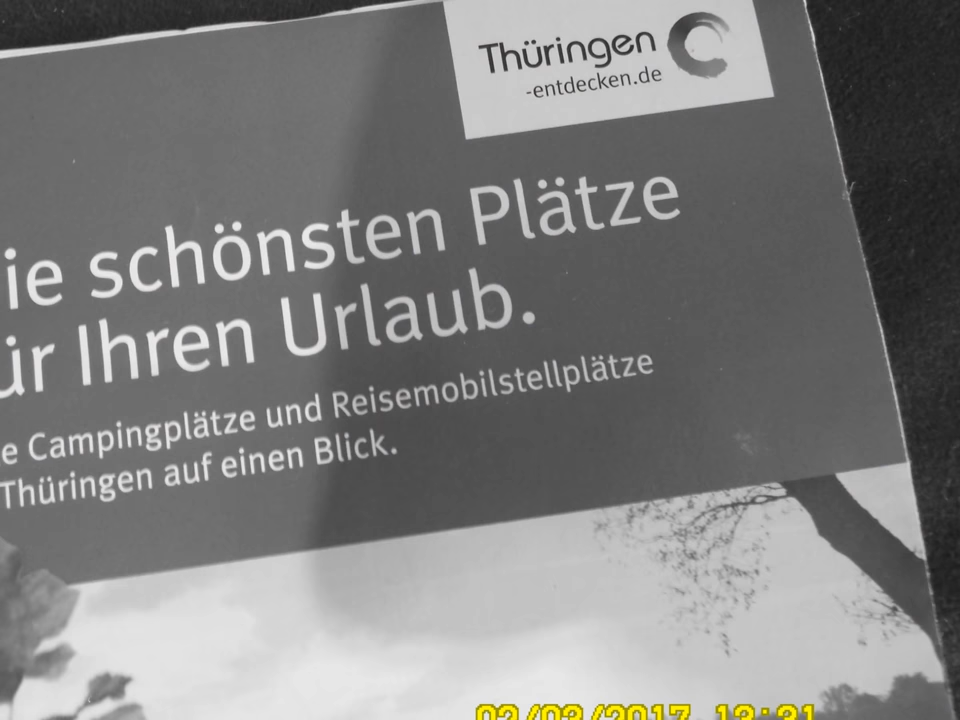 Thüringen
-entdecken.de
ie schönsten Plätze
ür Ihren Urlaub.
e Campingplätze und Reisemobilstellplätze
Thüringen auf einen Blick.